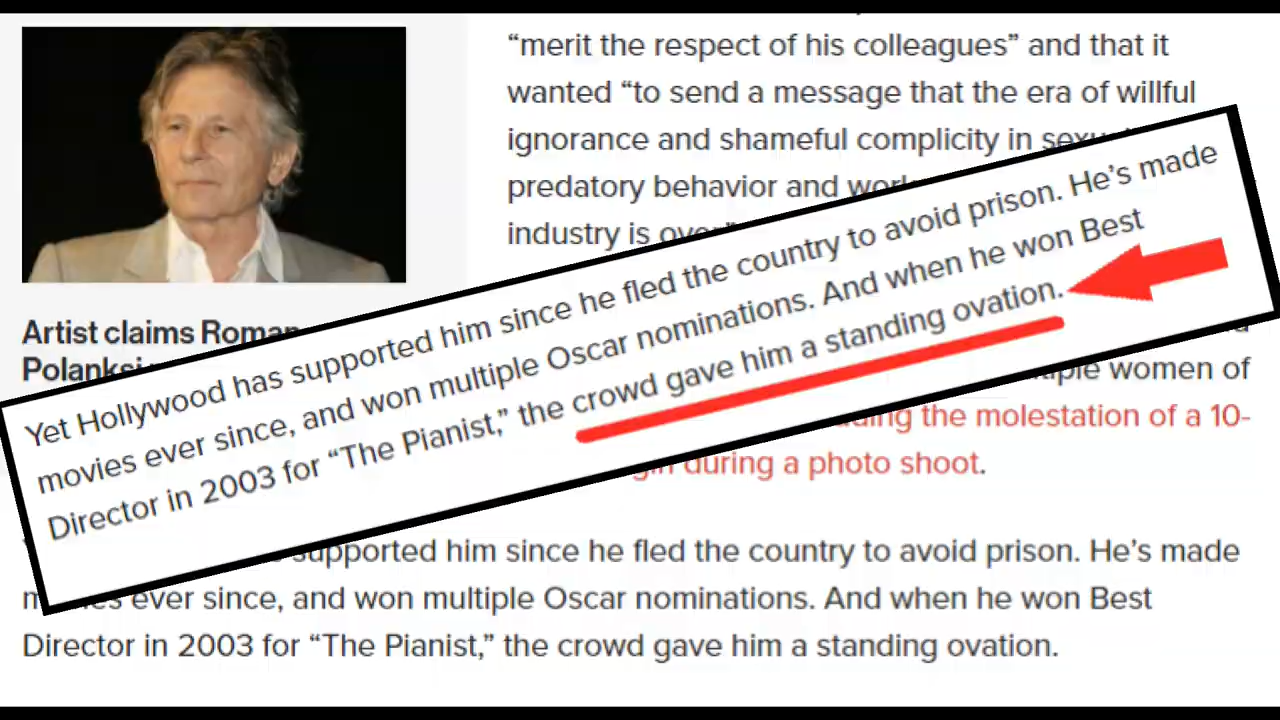 “merit the respect of his colleagues” and that it
wanted “to send a message that the era of willful
ignorance and shameful complicity in
predatory behavior and
industry is
Artist claims Roman
Polanksi
Yet Hollywood has supported him since he fled the country to avoid prison. He’s made
movies ever since, and won multiple Oscar nominations. And when he won Best
Director in 2003 for “The Pianist,” the crowd gave him a standing ovation.
women of
the molestation of a 10-
during a photo shoot.
supported him since he fled the country to avoid prison. He’s made
ever since, and won multiple Oscar nominations. And when he won Best
Director in 2003 for “The Pianist,” the crowd gave him a standing ovation.